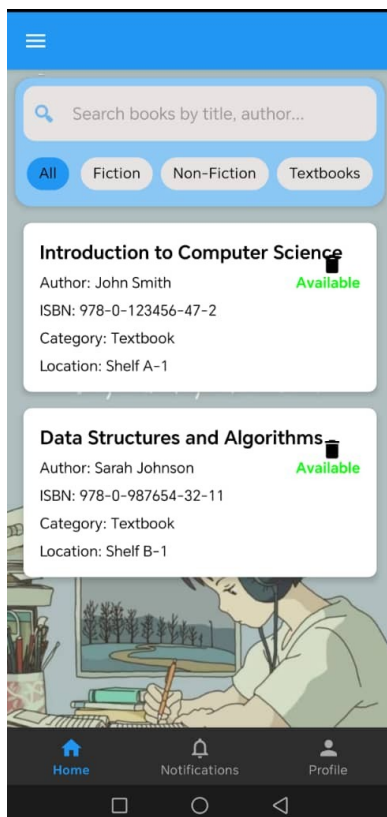 Search books by title, author...
All Fiction Non-Fiction Textbooks
Introduction to Computer Science
Author: John Smith
Available
ISBN: 978-0-123456-47-2
Category: Textbook
Location: Shelf A-1
Data Structures and Algorithms
Author: Sarah Johnson
Available
ISBN: 978-0-987654-32-11
Category: Textbook
Location: Shelf B-1
Home Notifications Profile